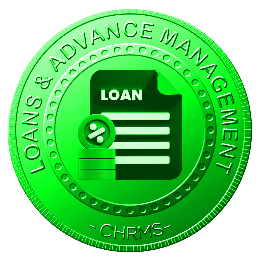 LOANS & ADVANCE MANAGEMENT
LOAN
%
- CHRMS -